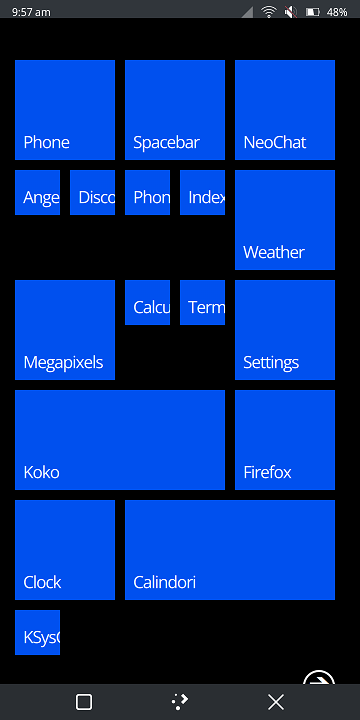 9:57 am 48%
Phone Spacebar NeoChat
Ange Disco Phon Index
Weather
Calcu Term
Megapixels Settings
Koko Firefox
Clock Calindori
KSysG